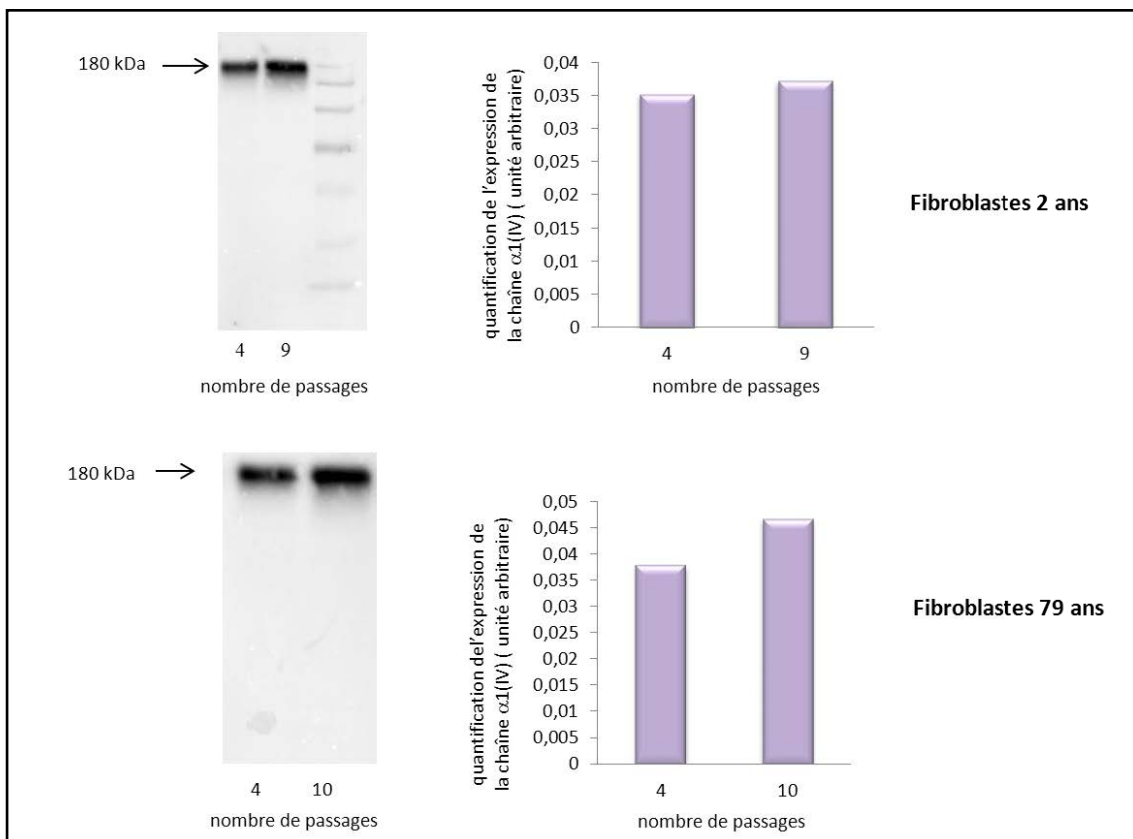 180 kDa
4 9
nombre de passages
quantification de l'expression de
la chaîne α1(IV) ( unité arbitraire)
0,04
0,035
0,03
0,025
0,02
0,015
0,01
0,005
0
4 9
nombre de passages
Fibroblastes 2 ans
180 kDa
4 10
nombre de passages
quantification del'expression de
la chaîne α1(IV) ( unité arbitraire)
0,05
0,045
0,04
0,035
0,03
0,025
0,02
0,015
0,01
0,005
0
4 10
nombre de passages
Fibroblastes 79 ans